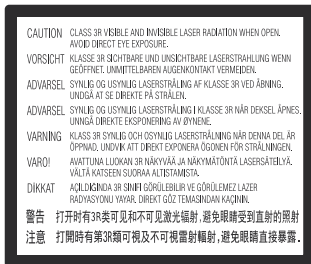 CAUTION CLASS 3R VISIBLE AND INVISIBLE LASER RADIATION WHEN OPEN.
AVOID DIRECT EYE EXPOSURE.
VORSICHT KLASSE 3R SICHTBARE UND UNSICHTBARE LASERSTRAHLUNG WENN
GEÖFFNET. UNMITTELBAREN AUGENKONTAKT VERMEIDEN.
ADVARSEL SYNLIG OG USYNLIG LASERSTRÅLING AF KLASSE 3R VED ÅBNING.
UNDGÅ AT SE DIREKTE PÅ STRÅLEN.
ADVARSEL SYNLIG OG USYNLIG LASERSTRÅLING I KLASSE 3R NÅR DEKSEL ÅPNES.
UNNGÅ DIREKTE EKSPONERING AV ØYNENE.
VARNING KLASS 3R SYNLIG OCH OSYNLIG LASERSTRÅLNING NÄR DENNA DEL ÄR
ÖPPNAD. UNDVIK ATT DIREKT EXPONERA ÖGONEN FÖR STRÅLNINGEN.
VARO! AVATTUNA LUOKAN 3R NÄKYVÄÄ JA NÄKYMÄTÖNTÄ LASERSÄTEILYÄ.
VÄLTÄ KATSEEN SUORAA ALTISTAMISTA.
DIKKAT AÇILDIĞINDA 3R SINIFI GÖRÜLEBİLİR VE GÖRÜLEMEZ LAZER
RADYASYONU YAYAR. DİREKT GÖZ TEMASINDAN KAÇININ.
警告 打开时有3R类可见和不可见激光辐射,避免眼睛受到直射的照射
注意 打開時有第3R類可視及不可視雷射輻射,避免眼睛直接暴露。